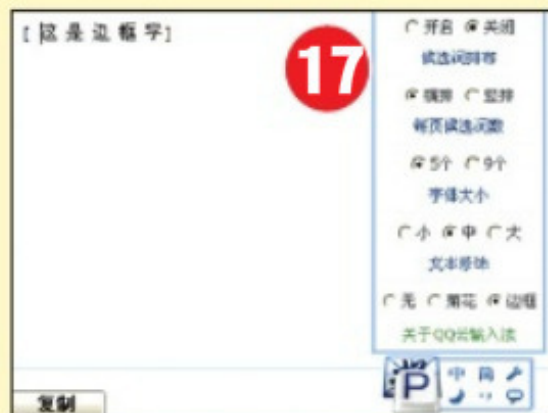 [ 这 是 边 框 字]
17
开启 关闭
候选词排布
横排 竖排
每页候选词数
5个 9个
字体大小
小 中 大
文本修饰
无 菊花 边框
关于QQ云输入法
P 中 简
复制